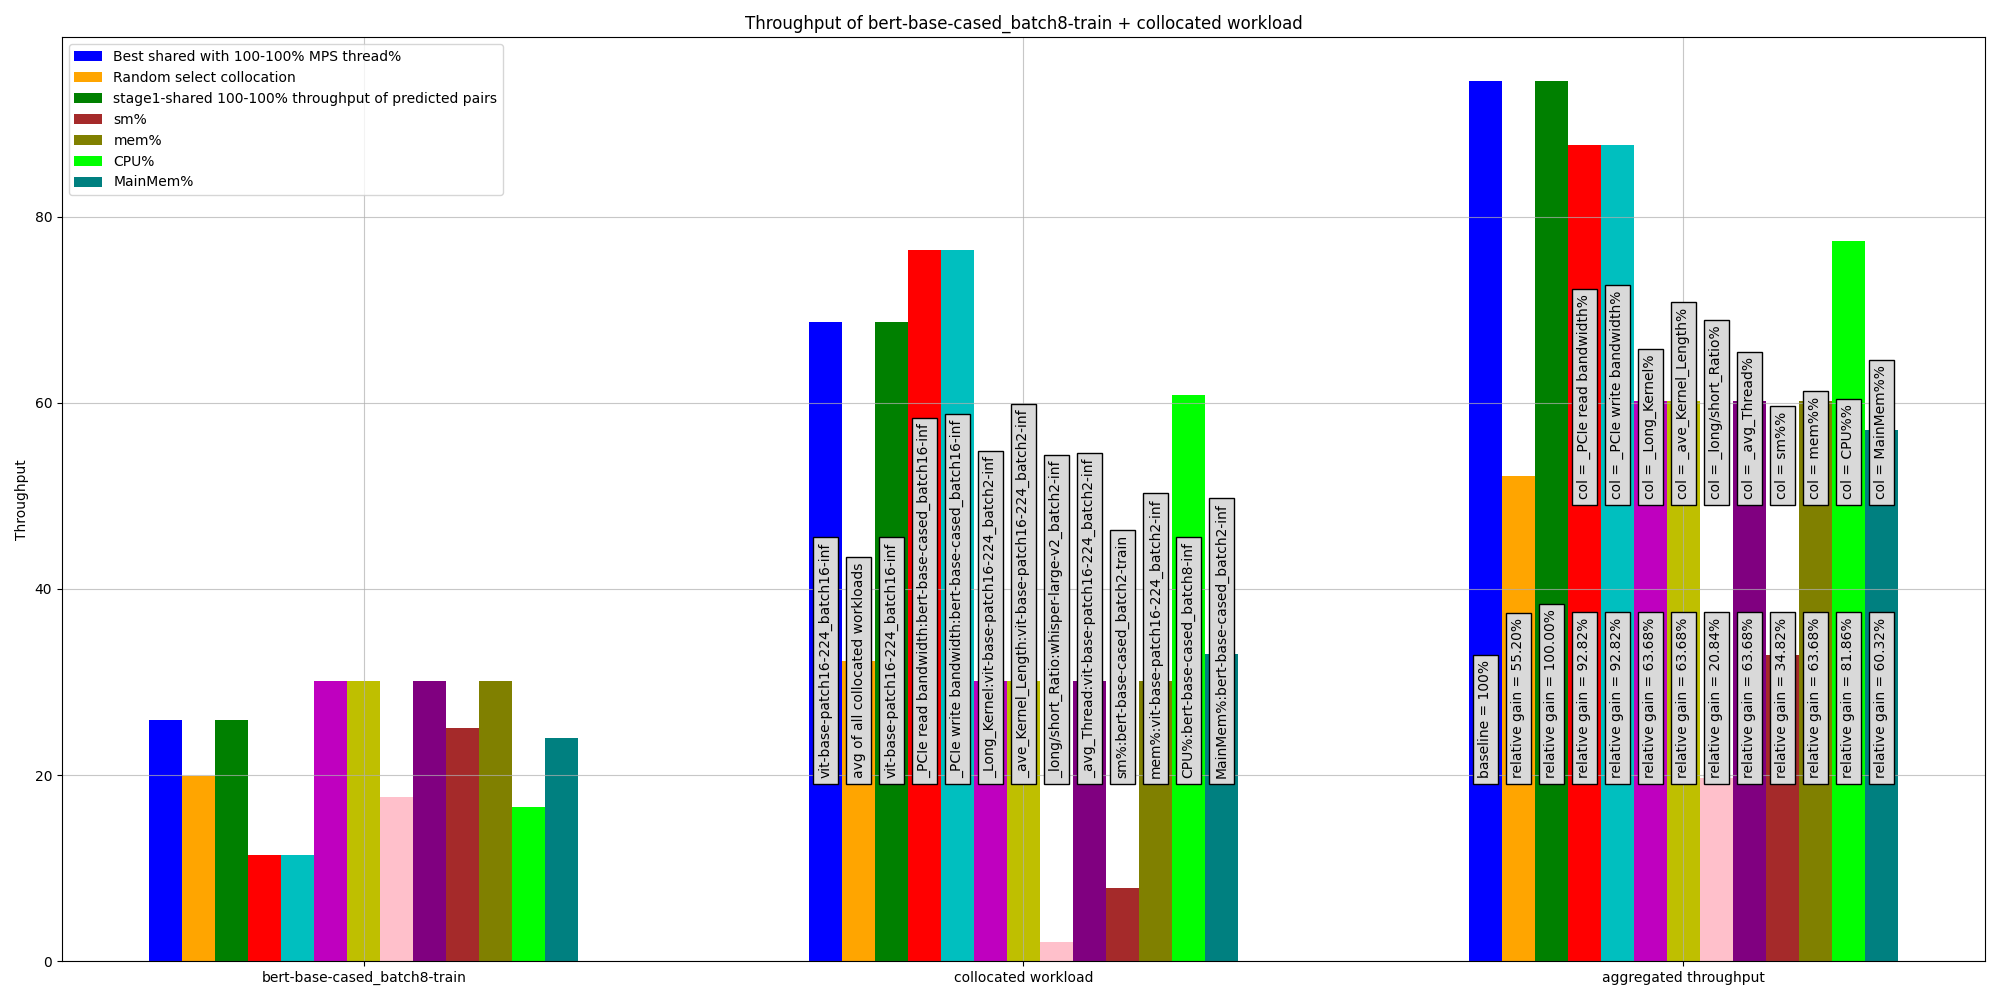 Throughput of bert-base-cased_batch8-train + collocated workload
Best shared with 100-100% MPS thread%
Random select collocation
stage1-shared 100-100% throughput of predicted pairs
sm%
mem%
CPU%
MainMem%
Throughput
80
60
40
20
0
vit-base-patch16-224_batch16-inf
avg of all collocated workloads
vit-base-patch16-224_batch16-inf
_PCIe read bandwidth:bert-base-cased_batch16-inf
_PCIe write bandwidth:bert-base-cased_batch16-inf
_Long_Kernel:vit-base-patch16-224_batch2-inf
_ave_Kernel_Length:vit-base-patch16-224_batch2-inf
_long/short_Ratio:whisper-large-v2_batch2-inf
_avg_Thread:vit-base-patch16-224_batch2-inf
sm%:bert-base-cased_batch2-train
mem%:vit-base-patch16-224_batch2-inf
CPU%:bert-base-cased_batch8-inf
MainMem%:bert-base-cased_batch2-inf
col = _PCIe read bandwidth%
col = _PCIe write bandwidth%
col = _Long_Kernel%
col = _ave_Kernel_Length%
col = _long/short_Ratio%
col = _avg_Thread%
col = sm%%
col = mem%%
col = CPU%%
col = MainMem%%
baseline = 100%
relative gain = 55.20%
relative gain = 100.00%
relative gain = 92.82%
relative gain = 92.82%
relative gain = 63.68%
relative gain = 63.68%
relative gain = 20.84%
relative gain = 63.68%
relative gain = 34.82%
relative gain = 63.68%
relative gain = 81.86%
relative gain = 60.32%
bert-base-cased_batch8-train
collocated workload
aggregated throughput